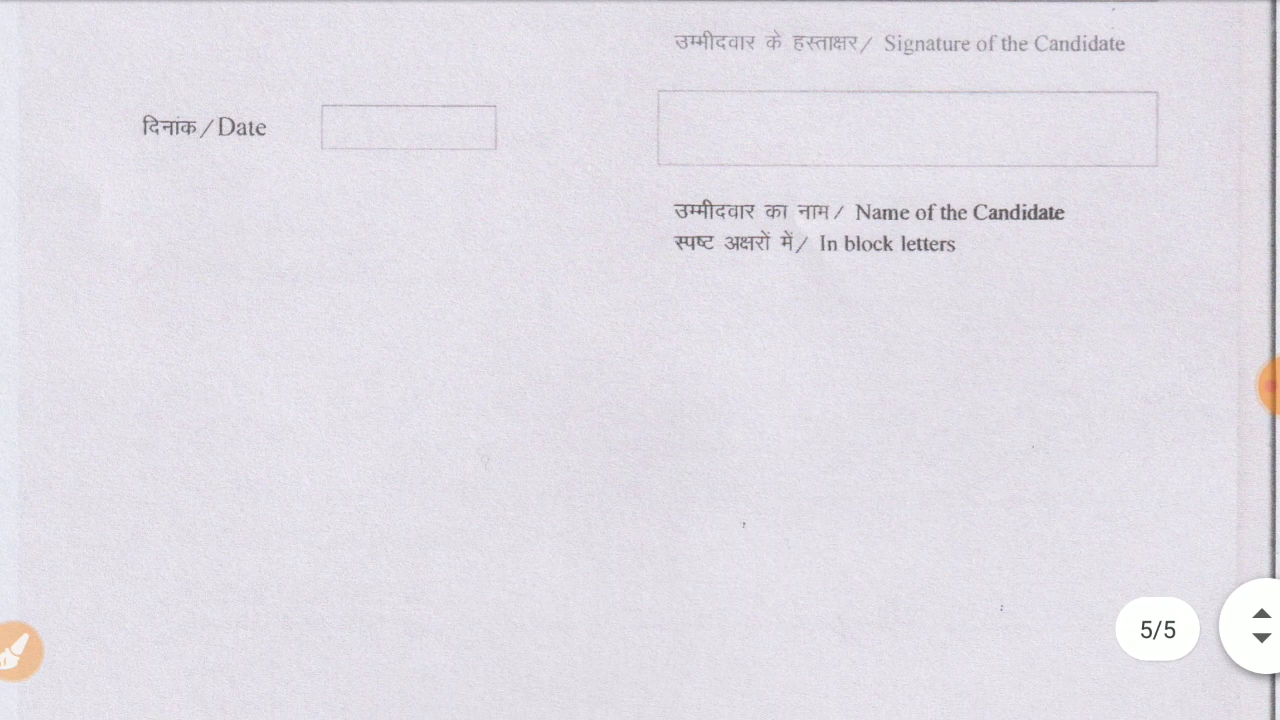 उम्मीदवार के हस्ताक्षर/ Signature of the Candidate
दिनांक/Date
उम्मीदवार का नाम/ Name of the Candidate
स्पष्ट अक्षरों में/ In block letters
5/5